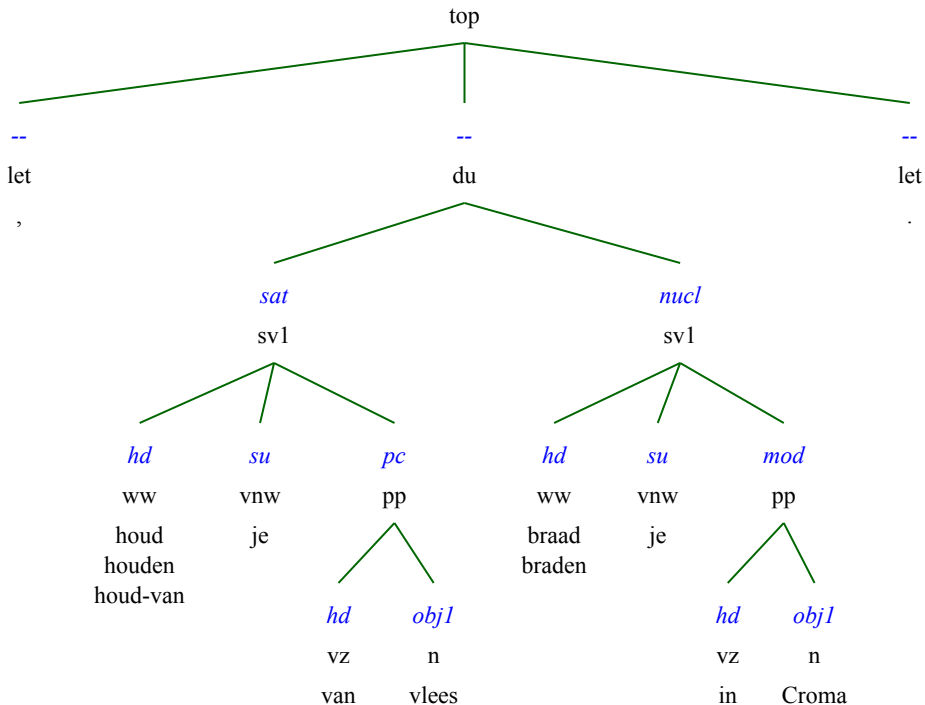 top
-- -- --
let du let
, .
sat nucl
sv1 sv1
hd su pc hd su mod
ww vnw pp ww vnw pp
houd je braad je
houden braden
houd-van
hd obj1 hd obj1
vz n vz n
van vlees in Croma